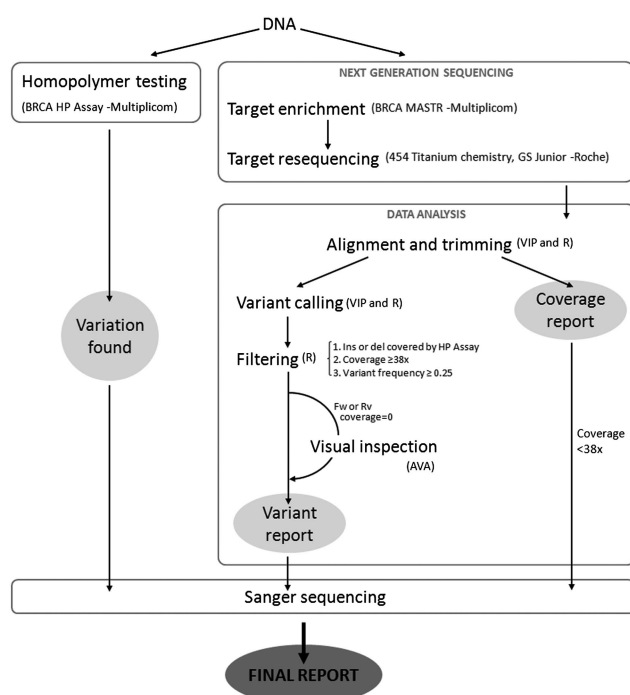 DNA
Homopolymer testing
(BRCA HP Assay -Multiplicom)
NEXT GENERATION SEQUENCING
Target enrichment (BRCA MASTR -Multiplicom)
Target resequencing (454 Titanium chemistry, GS Junior -Roche)
DATA ANALYSIS
Alignment and trimming (VIP and R)
Variant calling (VIP and R)
Coverage
report
Variation
found
Filtering (R)
1. Ins or del covered by HP Assay
2. Coverage ≥38x
3. Variant frequency ≥ 0.25
Fw or Rv
coverage=0
Visual inspection
(AVA)
Coverage
<38x
Variant
report
Sanger sequencing
FINAL REPORT